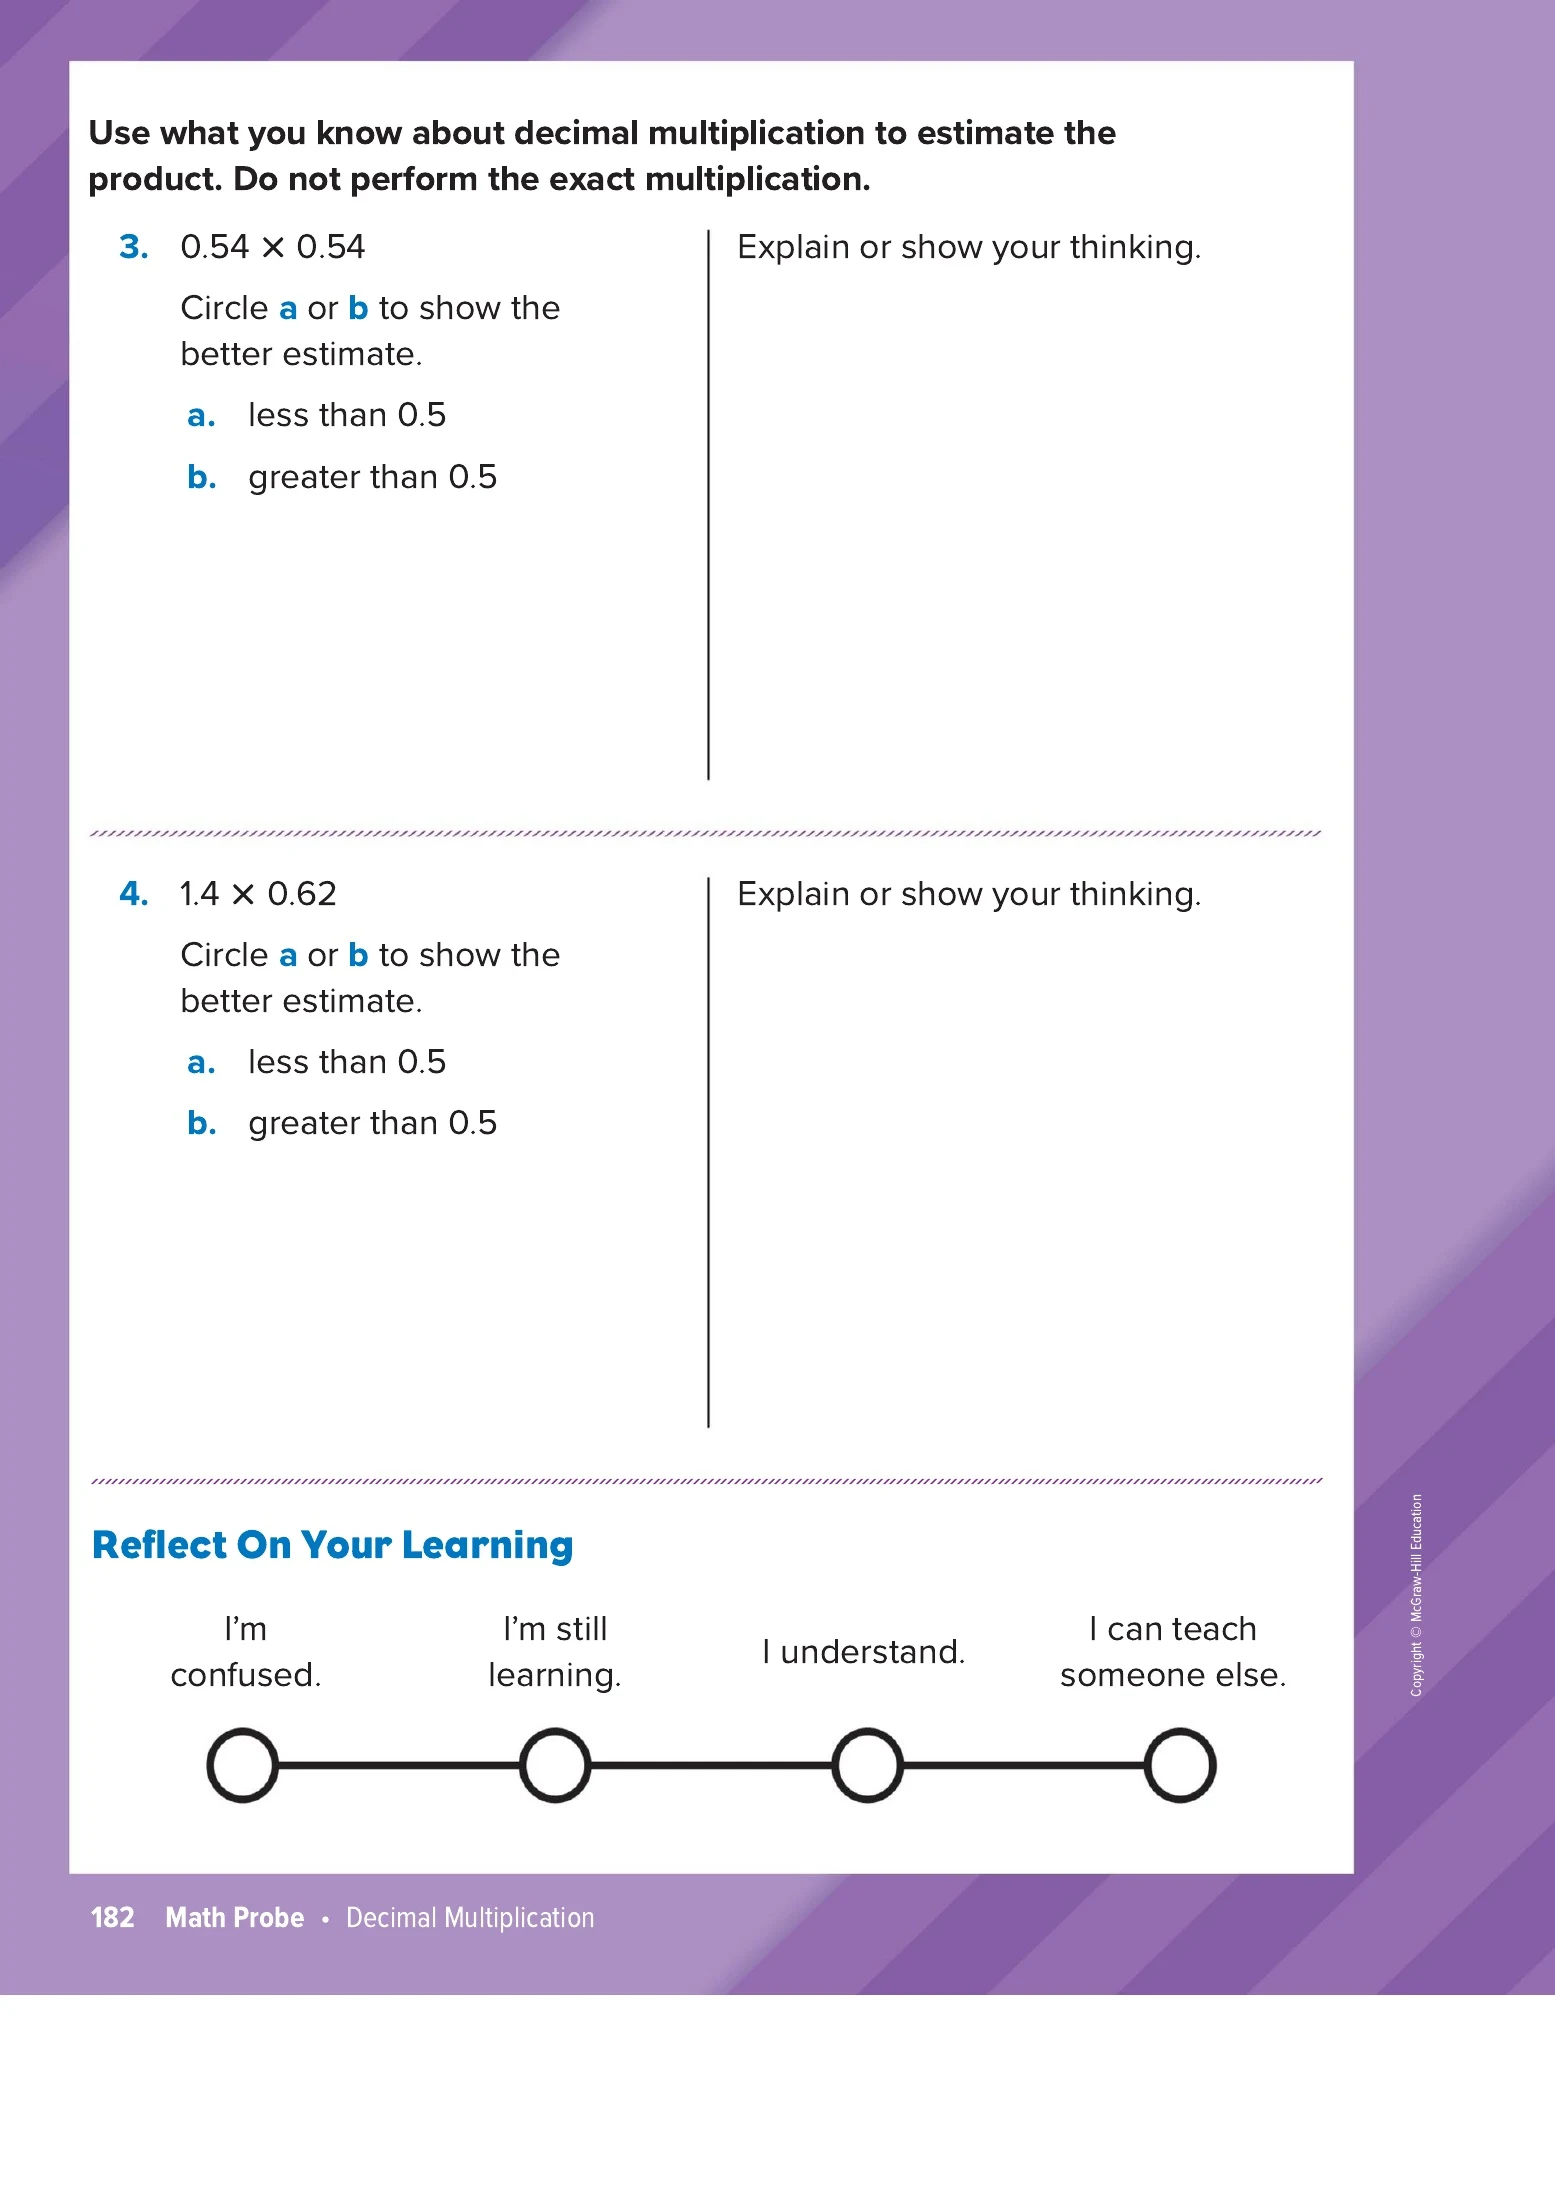 Use what you know about decimal multiplication to estimate the
product. Do not perform the exact multiplication.
3. 0.54 × 0.54
Circle a or b to show the
better estimate.
a. less than 0.5
b. greater than 0.5
Explain or show your thinking.
4. 1.4 × 0.62
Circle a or b to show the
better estimate.
a. less than 0.5
b. greater than 0.5
Explain or show your thinking.
Reflect On Your Learning
I’m
confused.
I’m still
learning.
I understand.
I can teach
someone else.
Copyright © McGraw-Hill Education
182 Math Probe • Decimal Multiplication